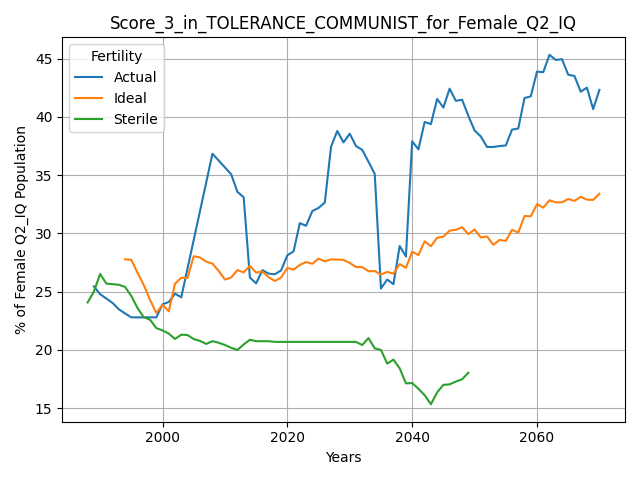 Score_3_in_TOLERANCE_COMMUNIST_for_Female_Q2_IQ
% of Female Q2_IQ Population
45
40
35
30
25
20
15
Fertility
Actual
Ideal
Sterile
2000 2020 2040 2060
Years